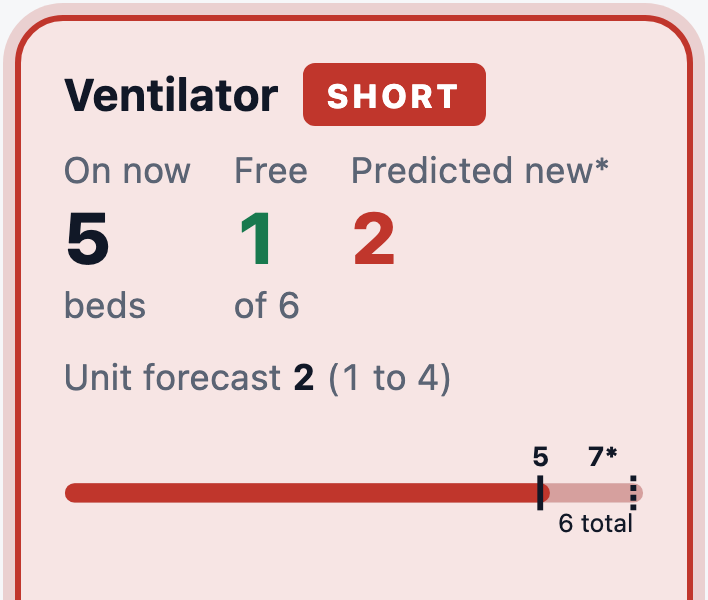 Ventilator SHORT
On now Free Predicted new*
5 1 2
beds of 6
Unit forecast 2 (1 to 4)
5 7*
6 total